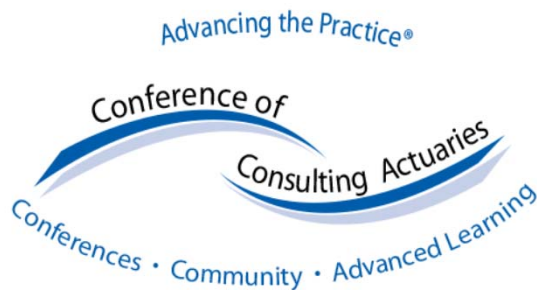 Advancing the Practice®
Conference of
Consulting Actuaries
Conferences · Community · Advanced Learning